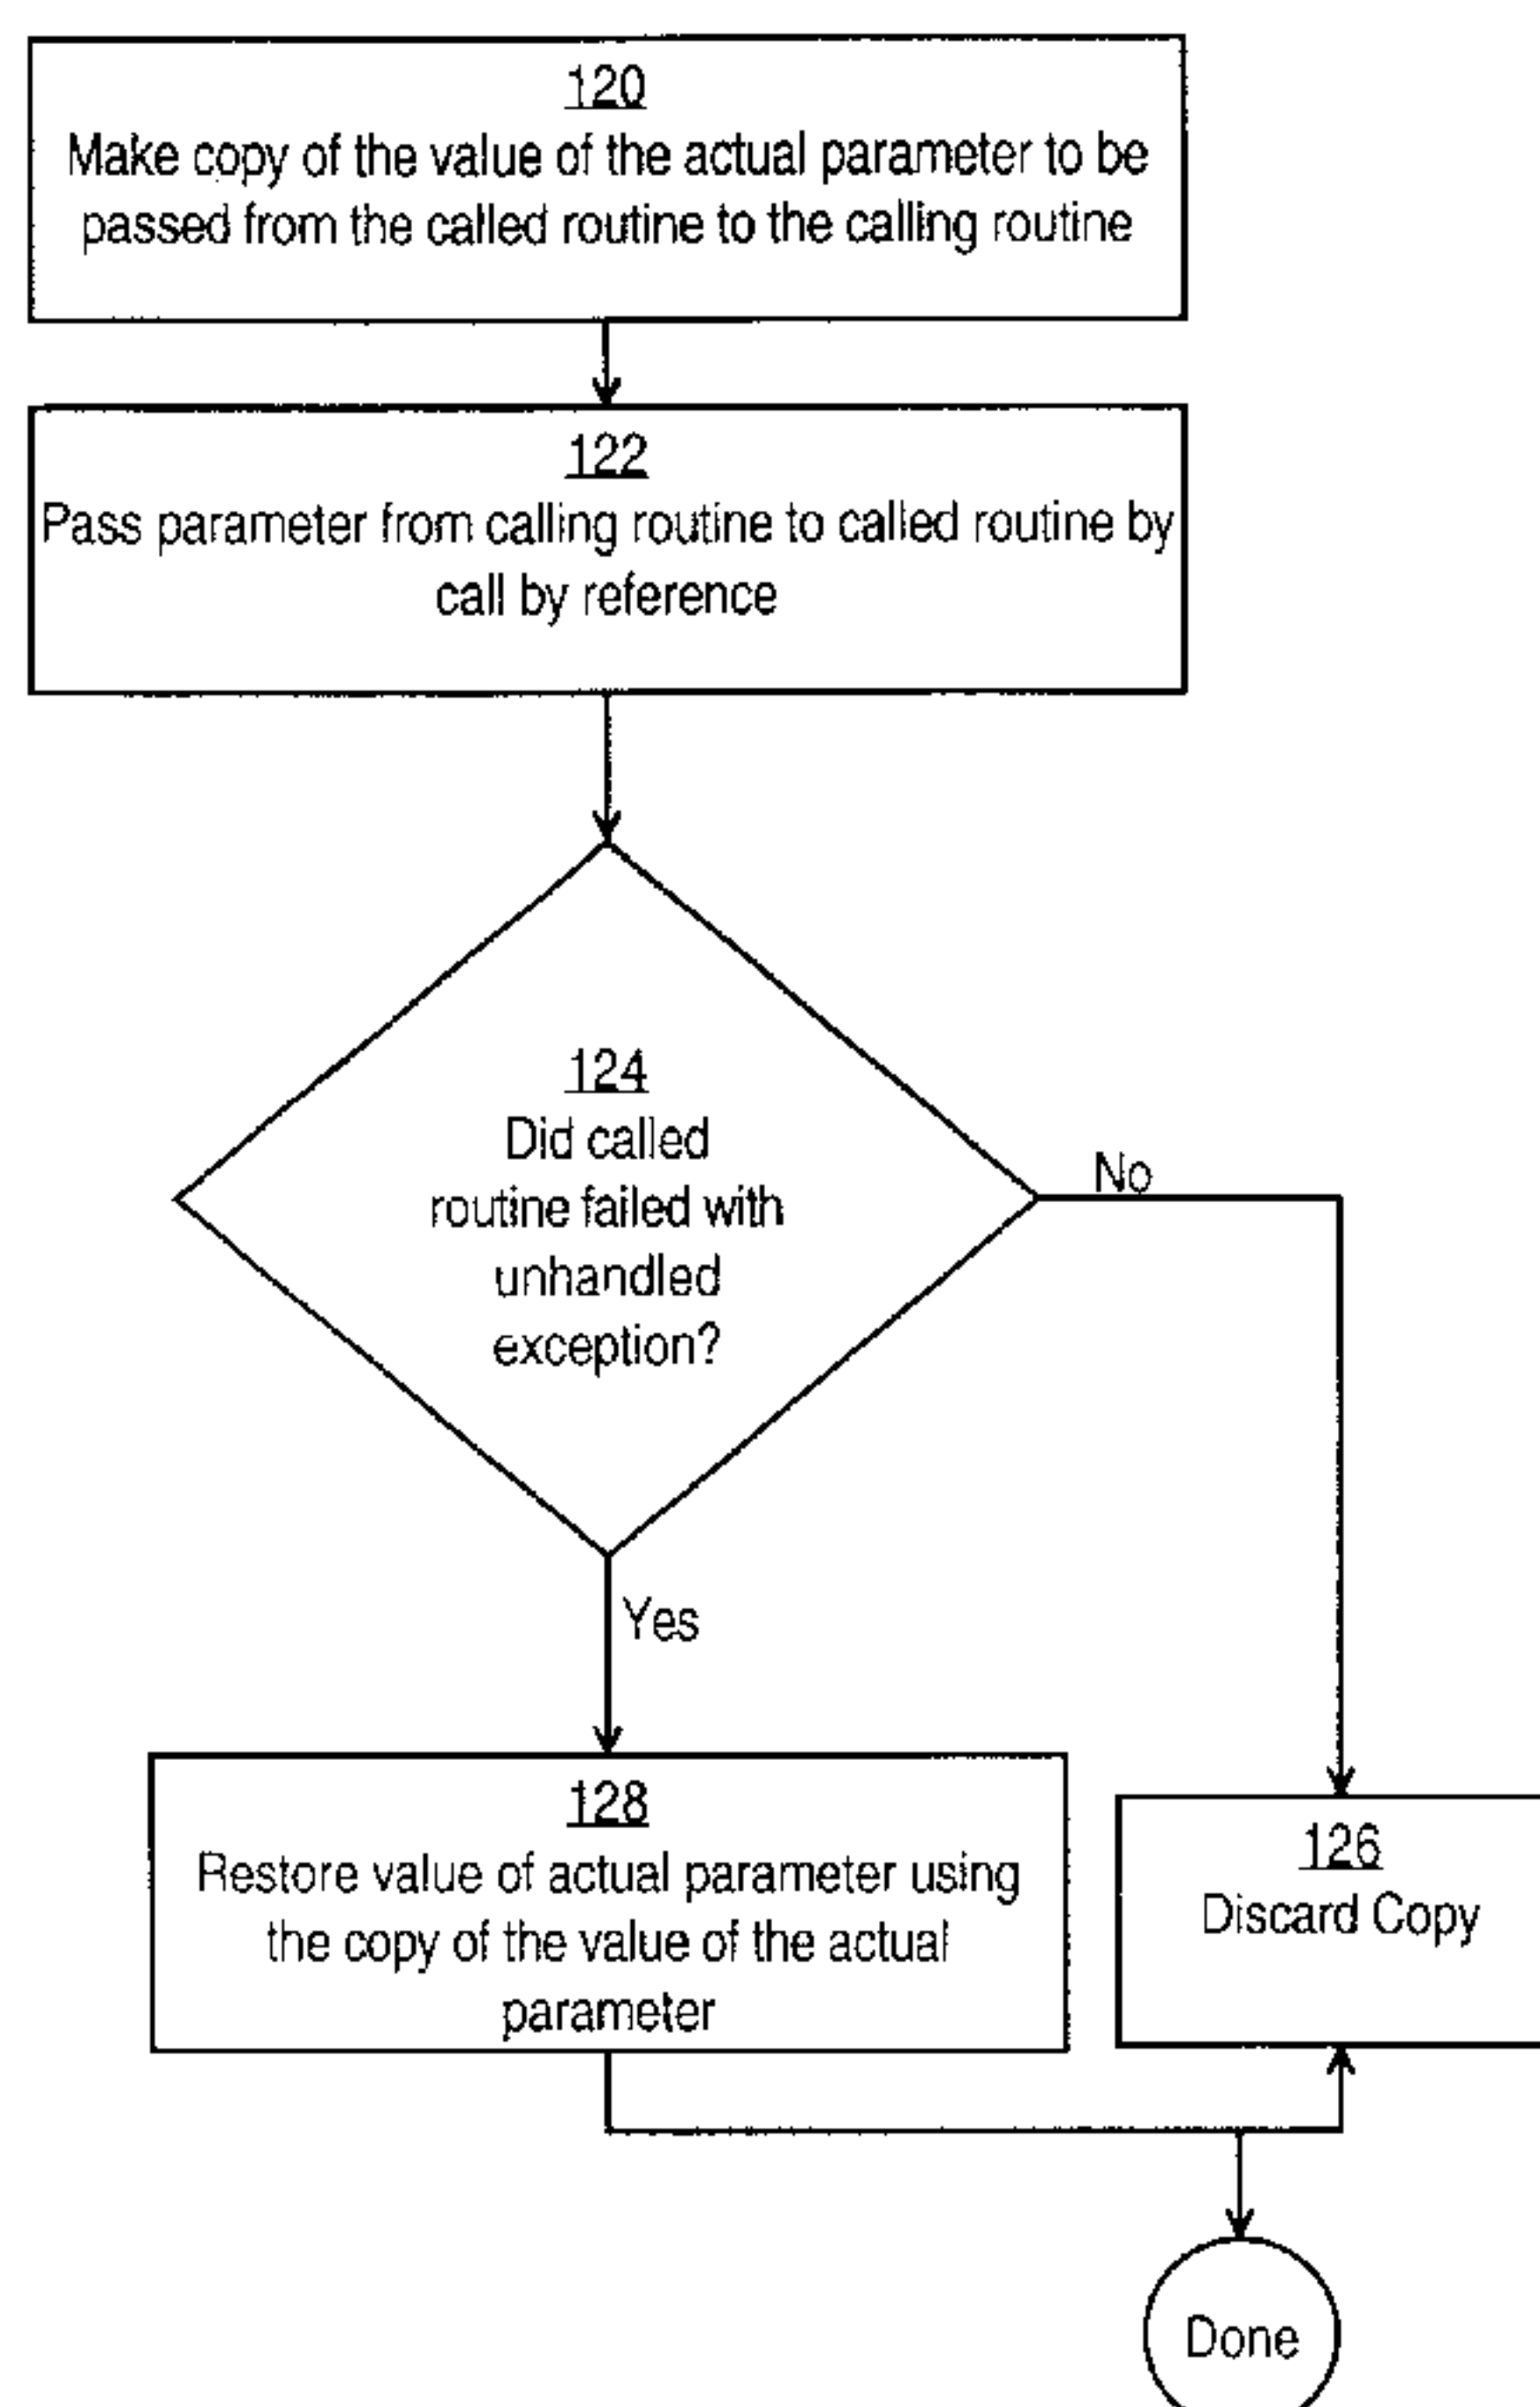 120
Make copy of the value of the actual parameter to be
passed from the called routine to the calling routine
122
Pass parameter from calling routine to called routine by
call by reference
124
Did called
routine failed with
unhandled
exception?
No
Yes
128
Restore value of actual parameter using
the copy of the value of the actual
parameter
126
Discard Copy
Done